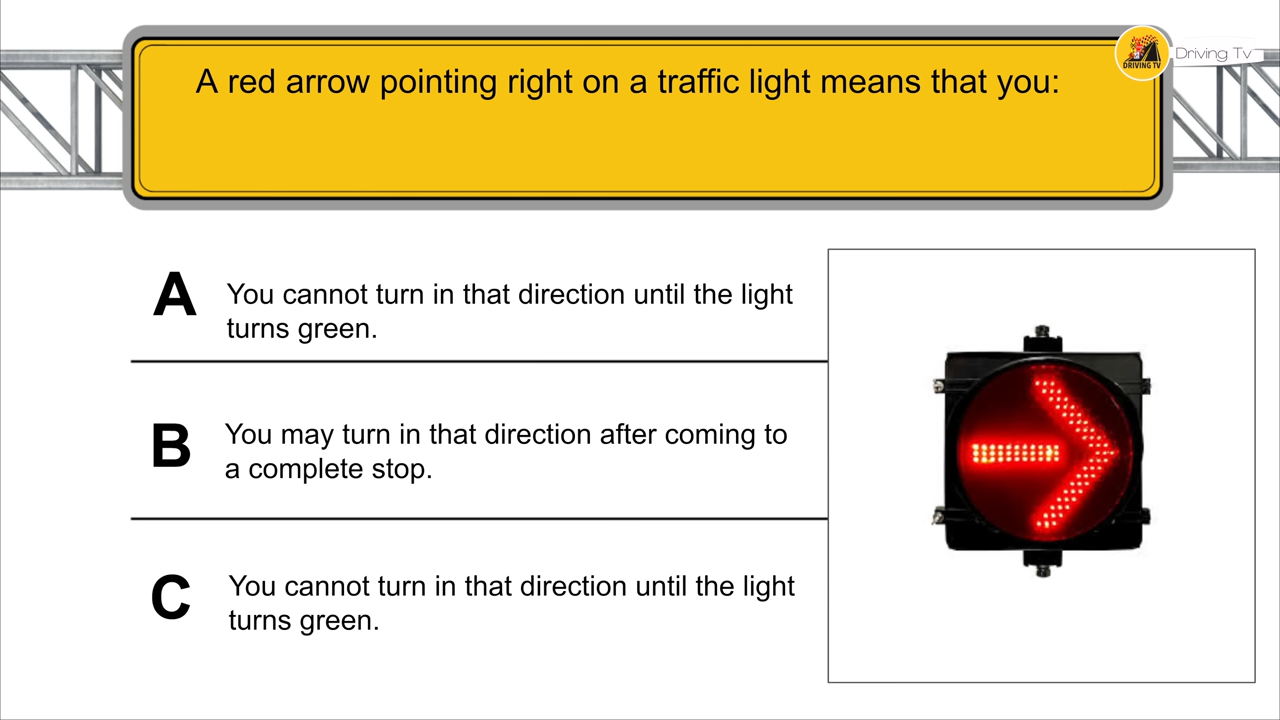 A red arrow pointing right on a traffic light means that you:
DRIVING TV
Driving Tv
A
You cannot turn in that direction until the light
turns green.
B
You may turn in that direction after coming to
a complete stop.
C
You cannot turn in that direction until the light
turns green.